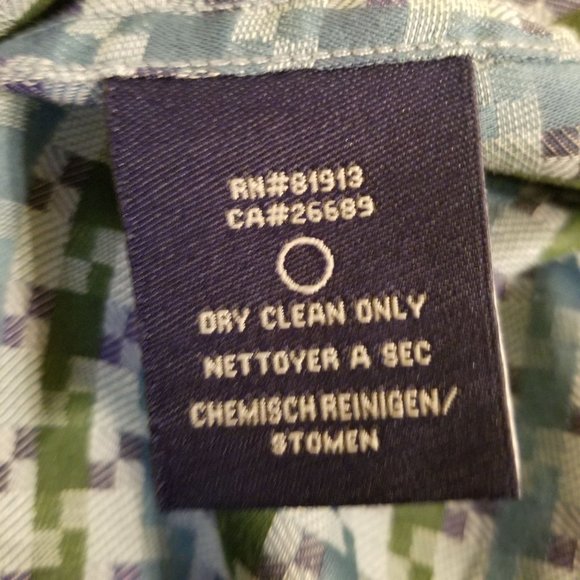 RN#81913
CA#26689
DRY CLEAN ONLY
NETTOYER A SEC
CHEMISCH REINIGEN/
STOMEN